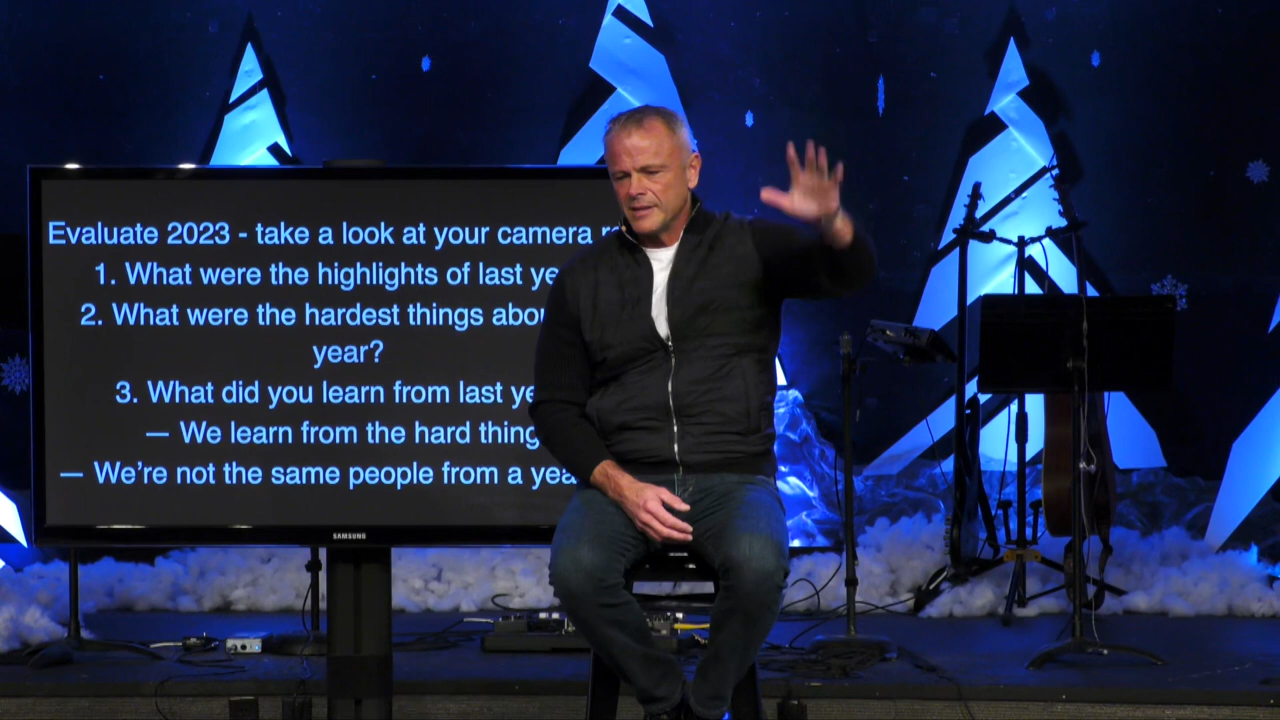 Evaluate 2023 - take a look at your camera
1. What were the highlights of last
2. What were the hardest things
year?
3. What did you learn from last
— We learn from the hard
— We’re not the same people from a
SAMSUNG